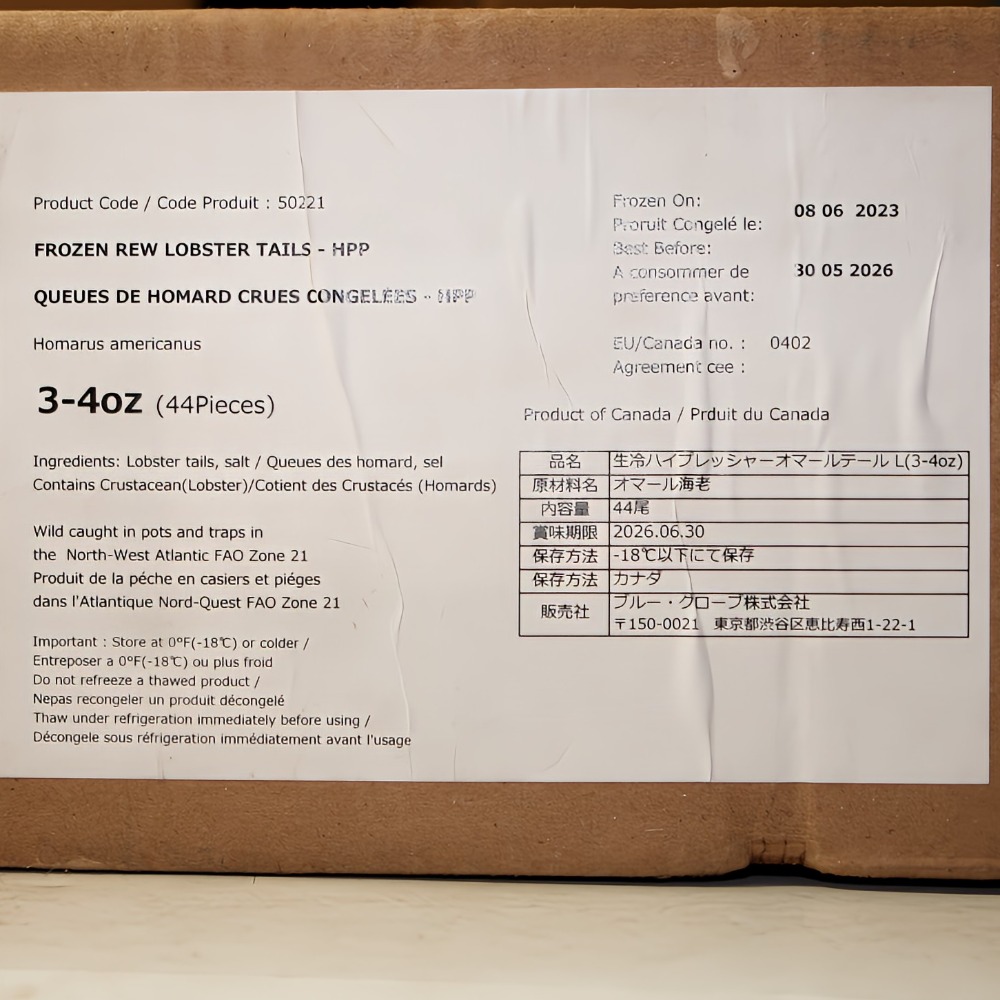 Product Code / Code Produit : 50221
FROZEN REW LOBSTER TAILS - HPP
QUEUES DE HOMARD CRUES CONGELÉES - HPP
Homarus americanus
3-4oz (44Pieces)
Ingredients: Lobster tails, salt / Queues des homard, sel
Contains Crustacean(Lobster)/Cotient des Crustacés (Homards)
Wild caught in pots and traps in
the North-West Atlantic FAO Zone 21
Produit de la péche en casiers et piéges
dans l'Atlantique Nord-Quest FAO Zone 21
Important : Store at 0°F(-18℃) or colder /
Entreposer a 0°F(-18℃) ou plus froid
Do not refreeze a thawed product /
Nepas recongeler un produit décongelé
Thaw under refrigeration immediately before using /
Décongele sous réfrigeration immédiatement avant l'usage
Frozen On:
Proruit Congelé le:
08 06 2023
Best Before:
A consommer de
preference avant:
30 05 2026
EU/Canada no. : 0402
Agreement cee :
Product of Canada / Prduit du Canada
品名 生冷ハイプレッシャーオマールテール L(3-4oz)
原材料名 オマール海老
内容量 44尾
賞味期限 2026.06.30
保存方法 -18℃以下にて保存
保存方法 カナダ
販売社 ブルー・グローブ株式会社
〒150-0021 東京都渋谷区恵比寿西1-22-1